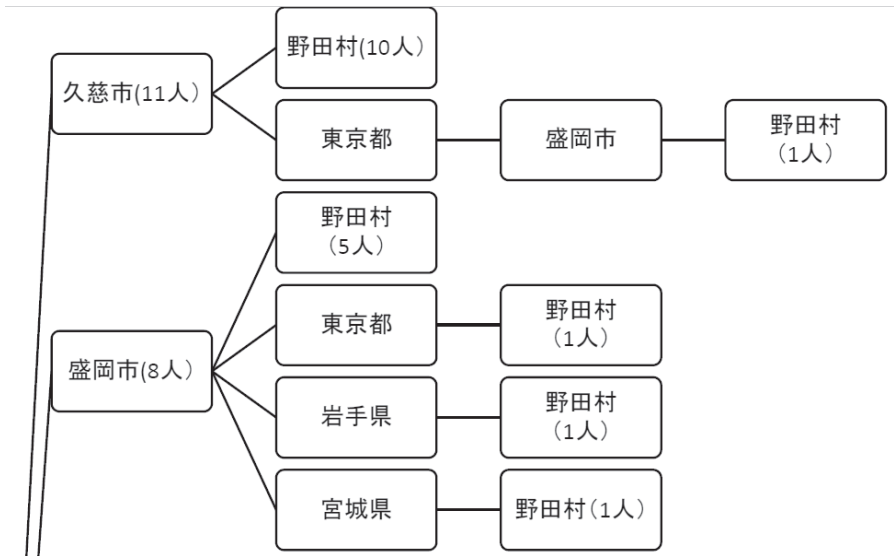 久慈市(11人)
野田村(10人)
東京都
盛岡市
野田村
(1人)
盛岡市(8人)
野田村
(5人)
東京都
野田村
(1人)
岩手県
野田村
(1人)
宮城県
野田村(1人)